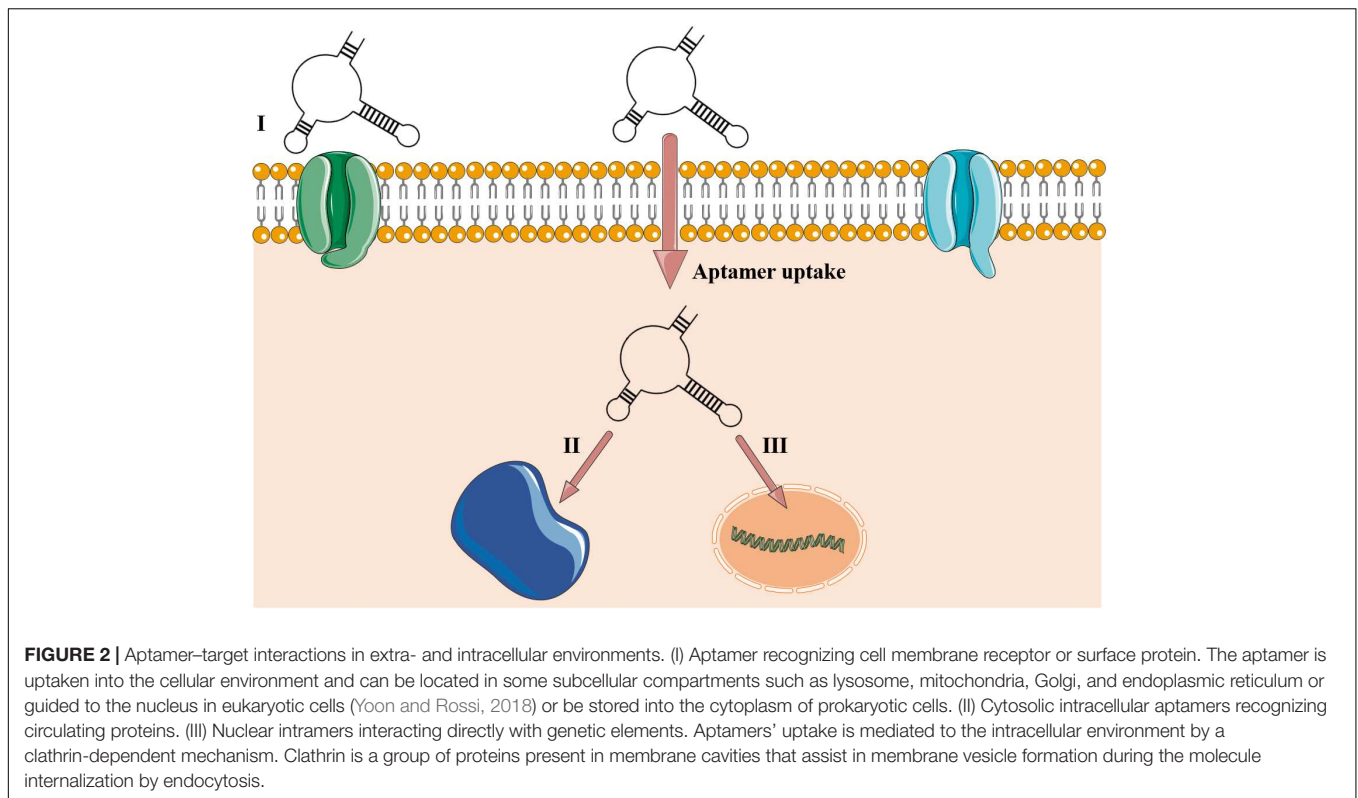 I
Aptamer uptake
II
III
FIGURE 2 | Aptamer–target interactions in extra- and intracellular environments. (I) Aptamer recognizing cell membrane receptor or surface protein. The aptamer is
uptaken into the cellular environment and can be located in some subcellular compartments such as lysosome, mitochondria, Golgi, and endoplasmic reticulum or
guided to the nucleus in eukaryotic cells (Yoon and Rossi, 2018) or be stored into the cytoplasm of prokaryotic cells. (II) Cytosolic intracellular aptamers recognizing
circulating proteins. (III) Nuclear intramers interacting directly with genetic elements. Aptamers’ uptake is mediated to the intracellular environment by a
clathrin-dependent mechanism. Clathrin is a group of proteins present in membrane cavities that assist in membrane vesicle formation during the molecule
internalization by endocytosis.